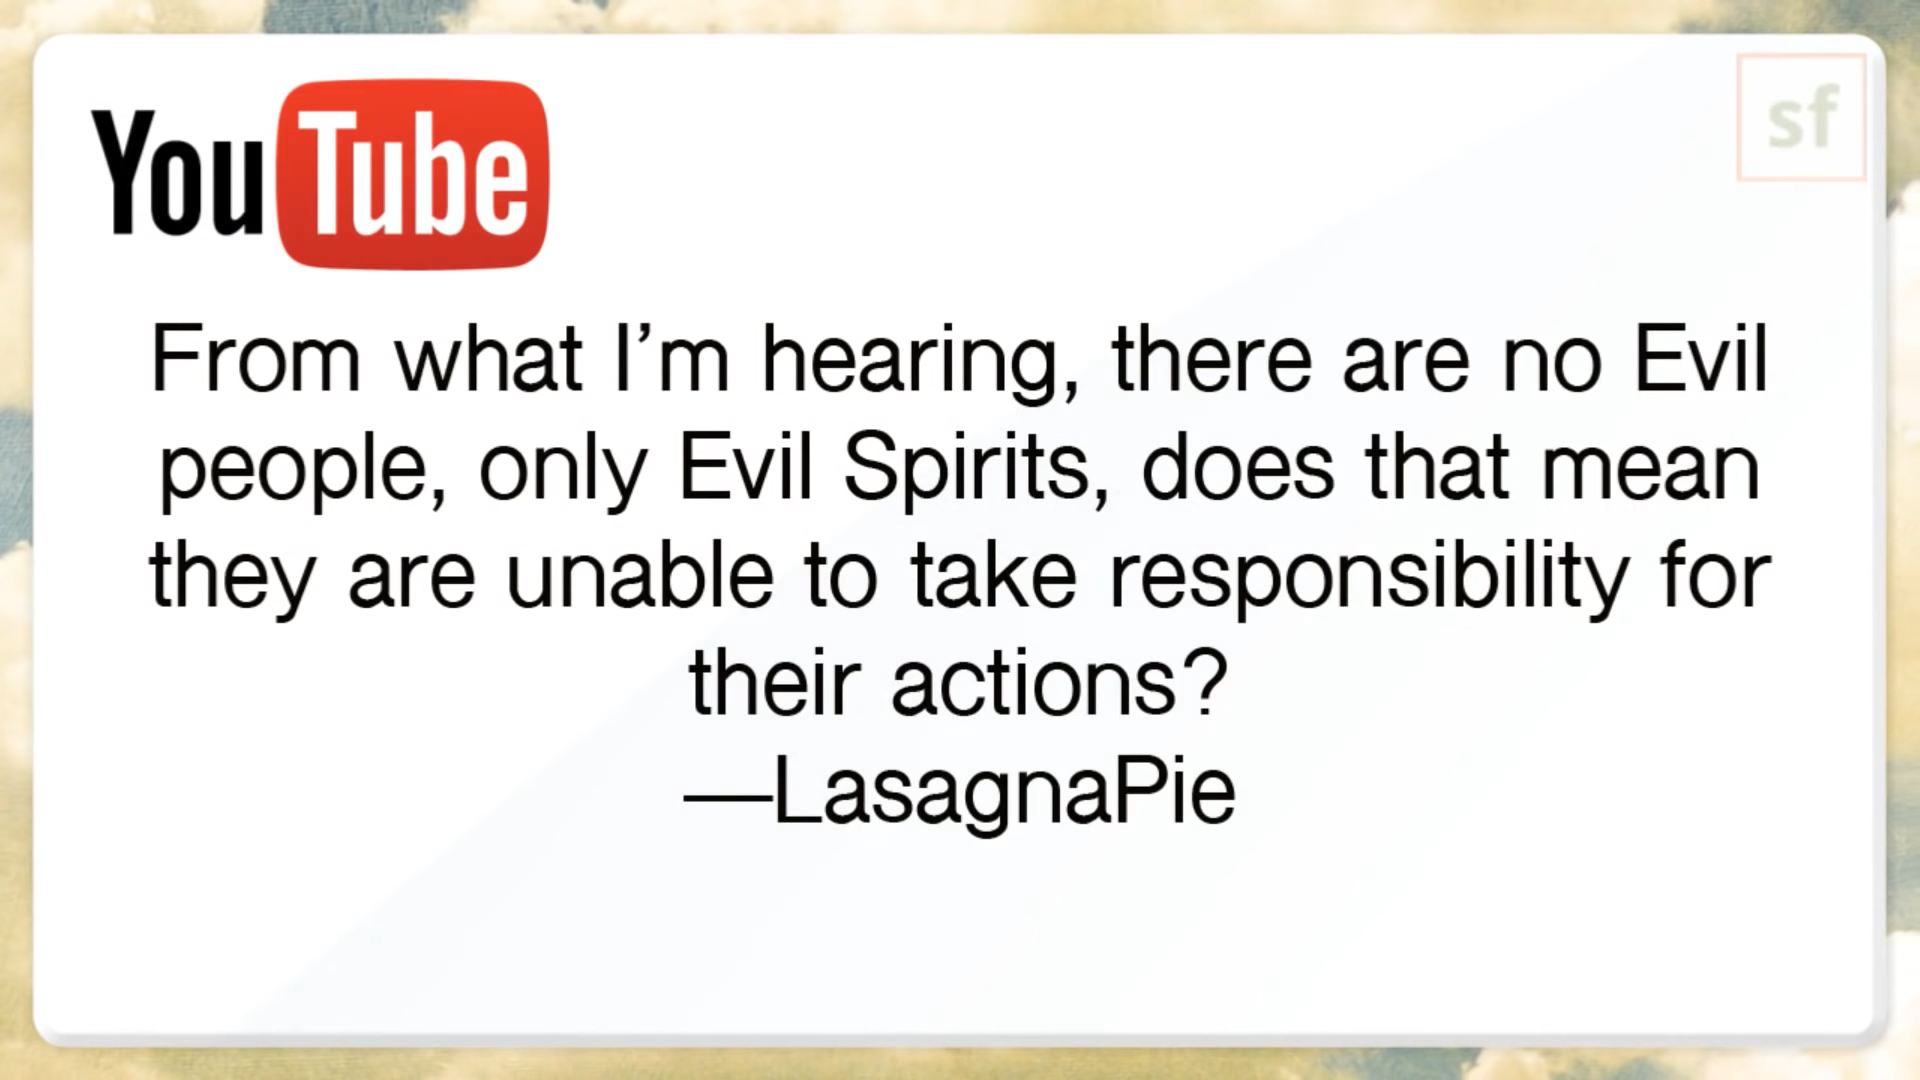 YouTube
sf
From what I’m hearing, there are no Evil
people, only Evil Spirits, does that mean
they are unable to take responsibility for
their actions?
—LasagnaPie